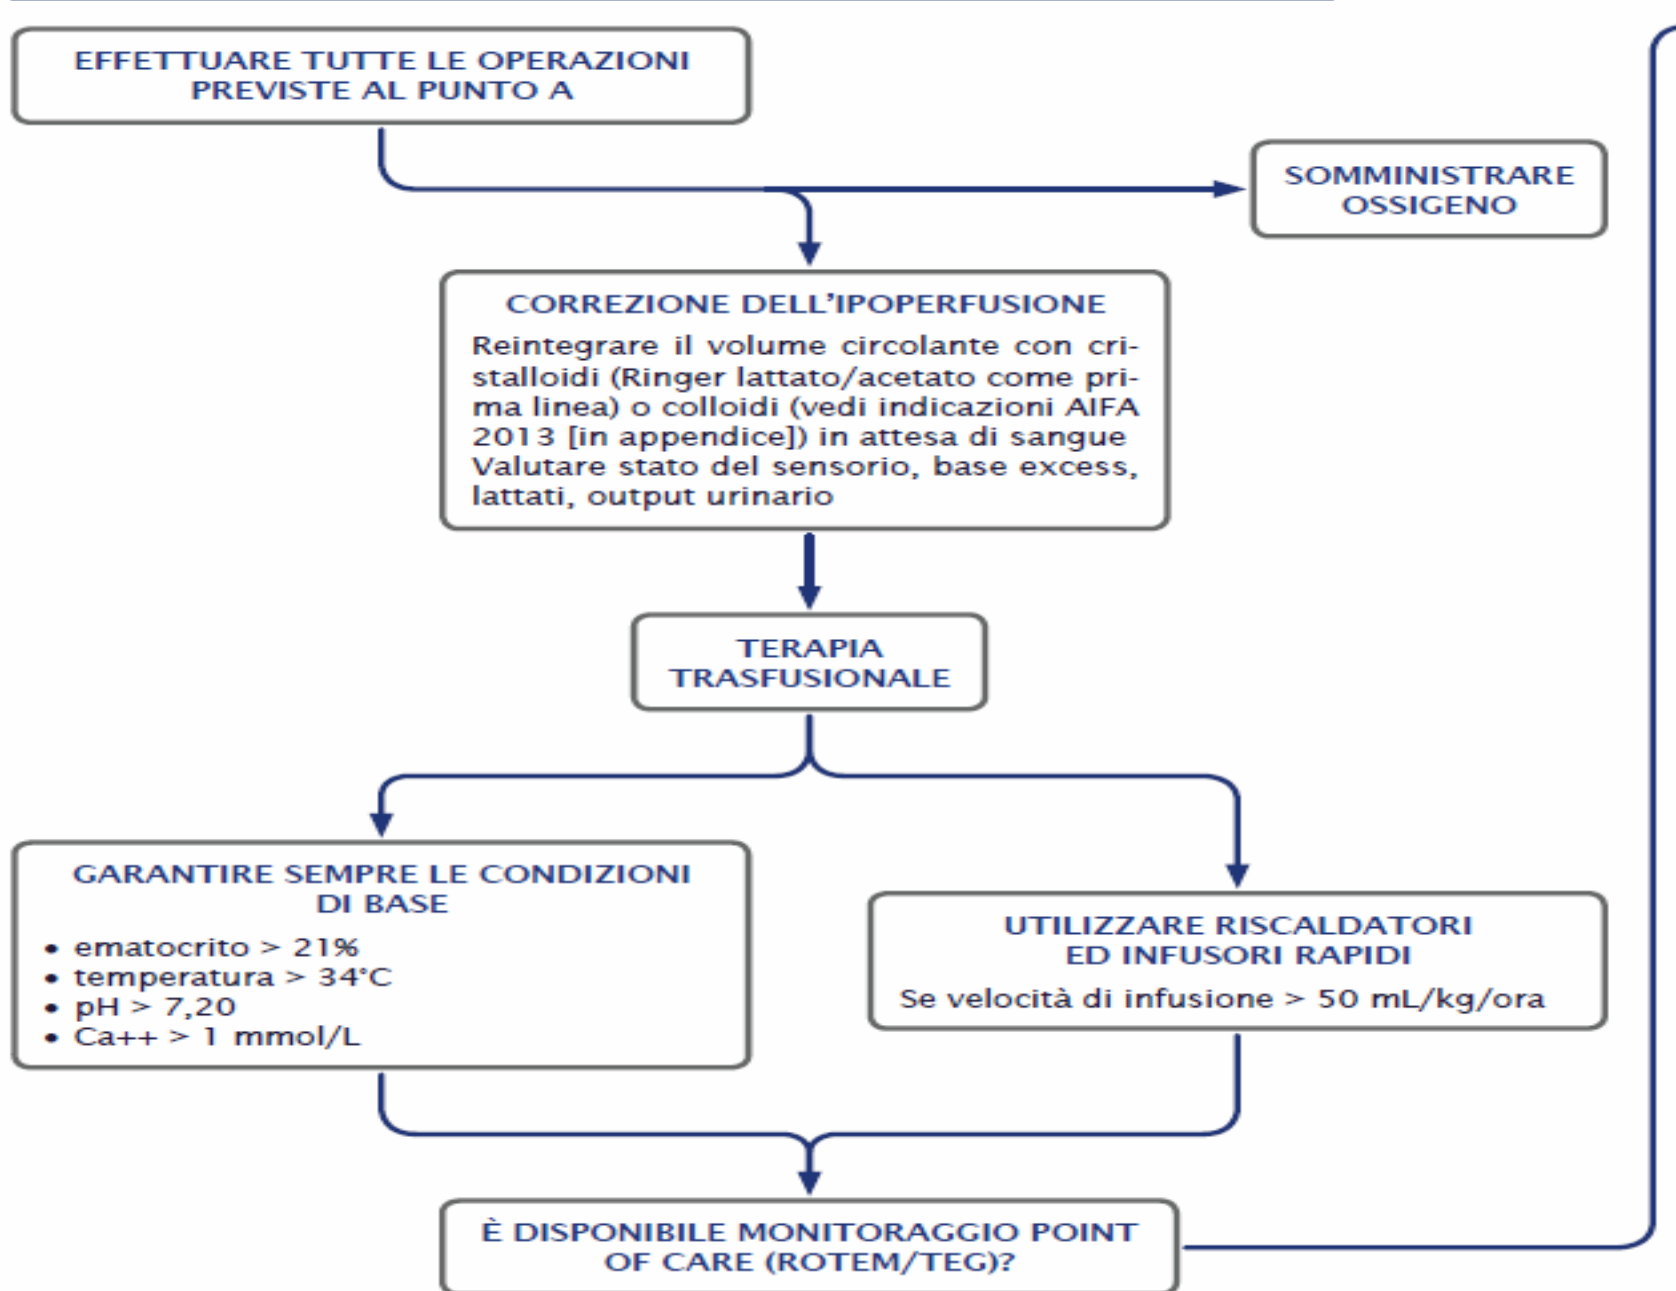 EFFETTUARE TUTTE LE OPERAZIONI
PREVISTE AL PUNTO A
SOMMINISTRARE
OSSIGENO
CORREZIONE DELL'IPOPERFUSIONE
Reintegrare il volume circolante con cri-
stalloidi (Ringer lattato/acetato come pri-
ma linea) o colloidi (vedi indicazioni AIFA
2013 [in appendice]) in attesa di sangue
Valutare stato del sensorio, base excess,
lattati, output urinario
TERAPIA
TRASFUSIONALE
GARANTIRE SEMPRE LE CONDIZIONI
DI BASE
• ematocrito > 21%
• temperatura > 34°C
• pH > 7,20
• Ca++ > 1 mmol/L
UTILIZZARE RISCALDATORI
ED INFUSORI RAPIDI
Se velocità di infusione > 50 mL/kg/ora
È DISPONIBILE MONITORAGGIO POINT
OF CARE (ROTEM/TEG)?